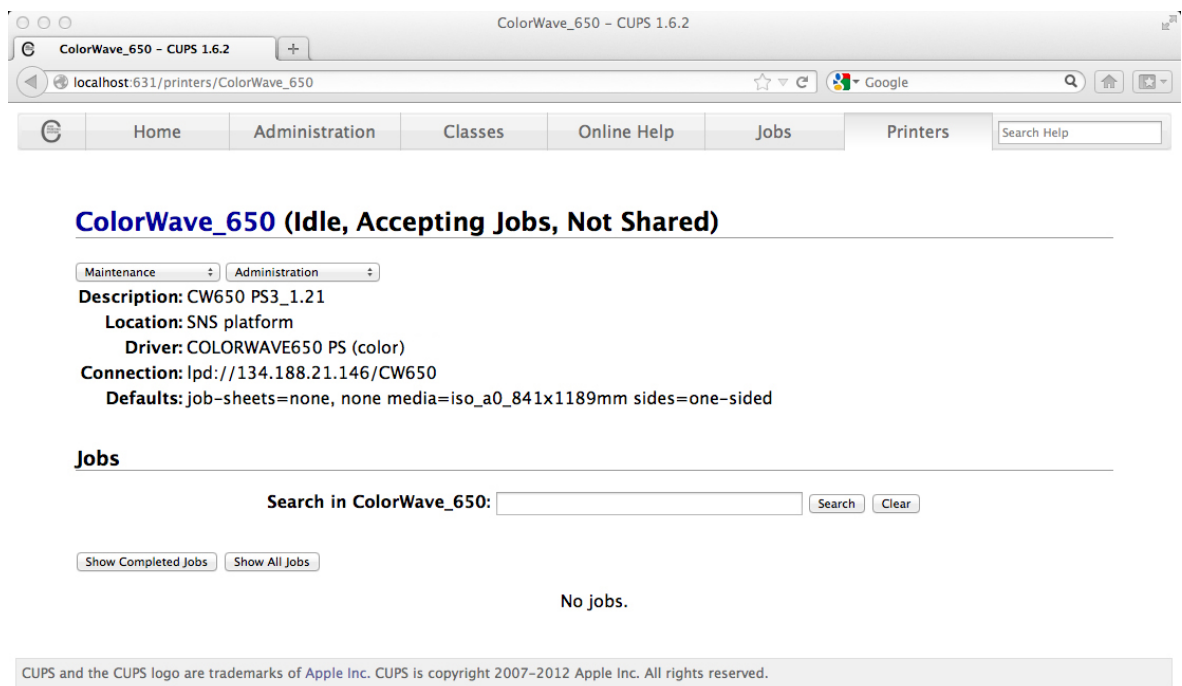 ColorWave_650 – CUPS 1.6.2
ColorWave_650 – CUPS 1.6.2
localhost:631/printers/ColorWave_650 Google
Home Administration Classes Online Help Jobs Printers Search Help
ColorWave_650 (Idle, Accepting Jobs, Not Shared)
Maintenance Administration
Description: CW650 PS3_1.21
Location: SNS platform
Driver: COLORWAVE650 PS (color)
Connection: lpd://134.188.21.146/CW650
Defaults: job-sheets=none, none media=iso_a0_841x1189mm sides=one-sided
Jobs
Search in ColorWave_650: Search Clear
Show Completed Jobs Show All Jobs
No jobs.
CUPS and the CUPS logo are trademarks of Apple Inc. CUPS is copyright 2007–2012 Apple Inc. All rights reserved.